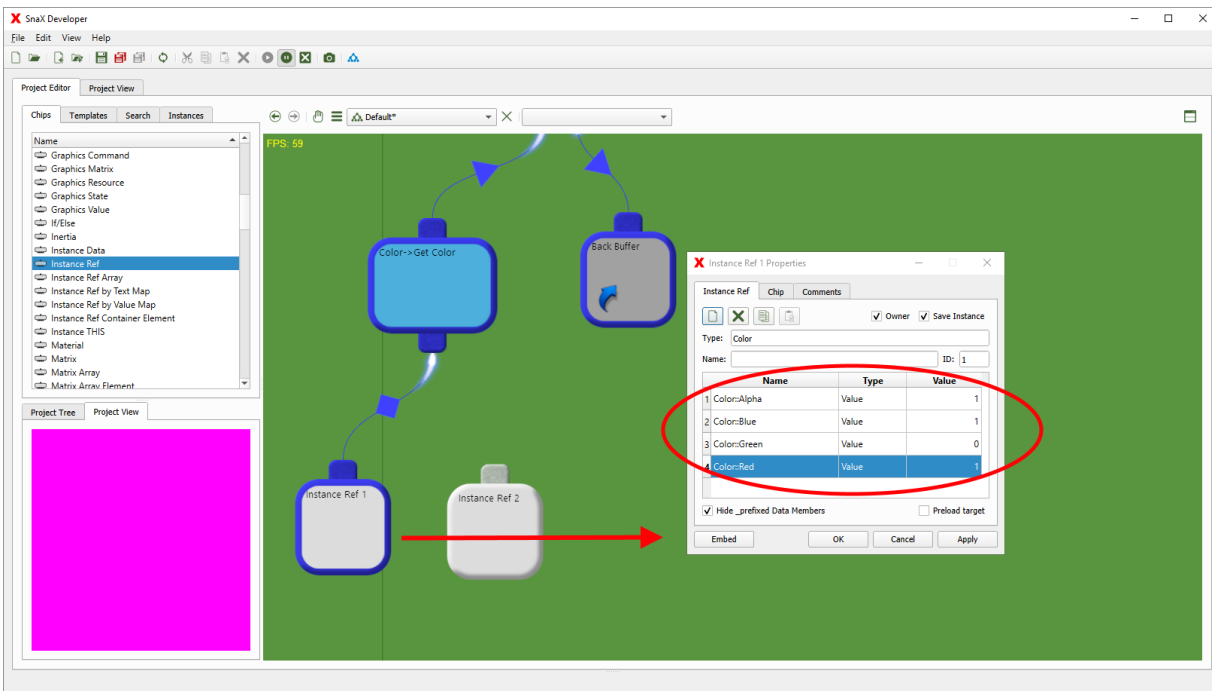 SnaX Developer
File Edit View Help
Project Editor Project View
Chips Templates Search Instances
Default*
Name
Graphics Command
Graphics Matrix
Graphics Resource
Graphics State
Graphics Value
If/Else
Inertia
Instance Data
Instance Ref
Instance Ref Array
Instance Ref by Text Map
Instance Ref by Value Map
Instance Ref Container Element
Instance THIS
Material
Matrix
Matrix Array
Matrix Array Element
Project Tree Project View
FPS: 59
Color->Get Color
Back Buffer
Instance Ref 1
Instance Ref 2
Instance Ref 1 Properties
Instance Ref Chip Comments
Owner Save Instance
Type: Color
Name: ID: 1
Name Type Value
1 Color::Alpha Value 1
2 Color::Blue Value 1
3 Color::Green Value 0
4 Color::Red Value 1
Hide _prefixed Data Members Preload target
Embed OK Cancel Apply